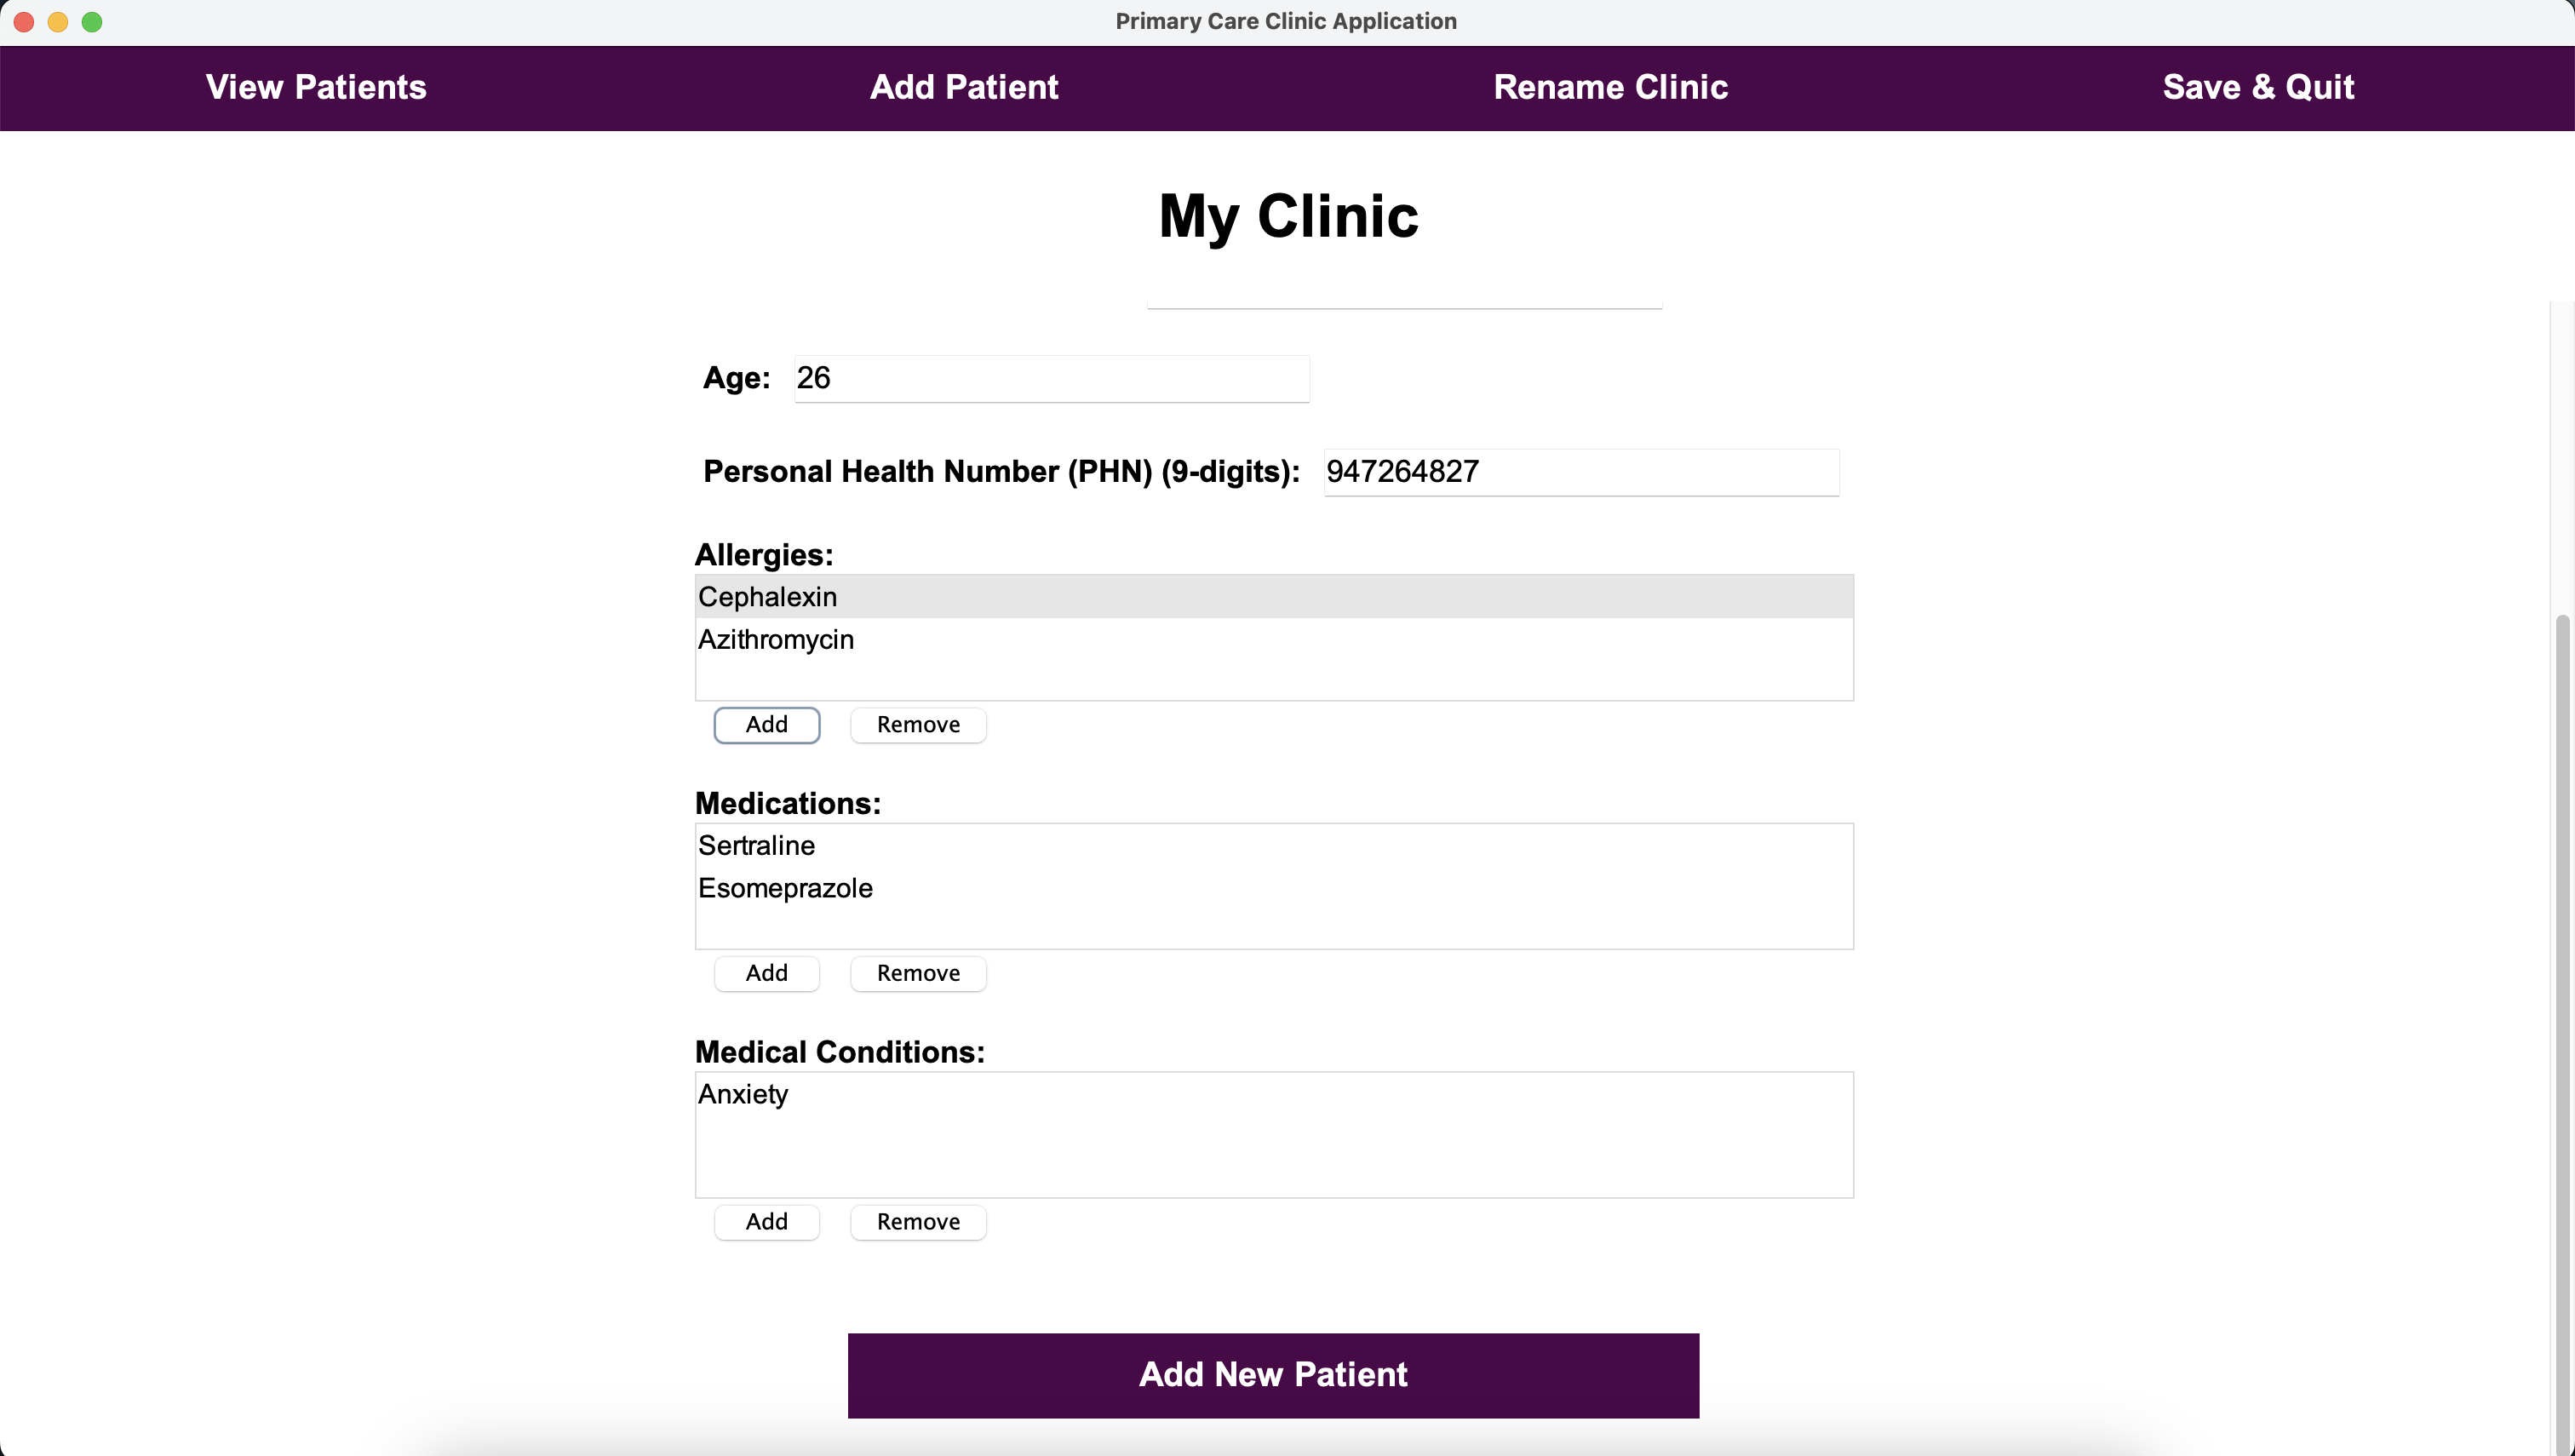 Primary Care Clinic Application
View Patients Add Patient Rename Clinic Save & Quit
My Clinic
Age: 26
Personal Health Number (PHN) (9-digits): 947264827
Allergies:
Cephalexin
Azithromycin
Add Remove
Medications:
Sertraline
Esomeprazole
Add Remove
Medical Conditions:
Anxiety
Add Remove
Add New Patient